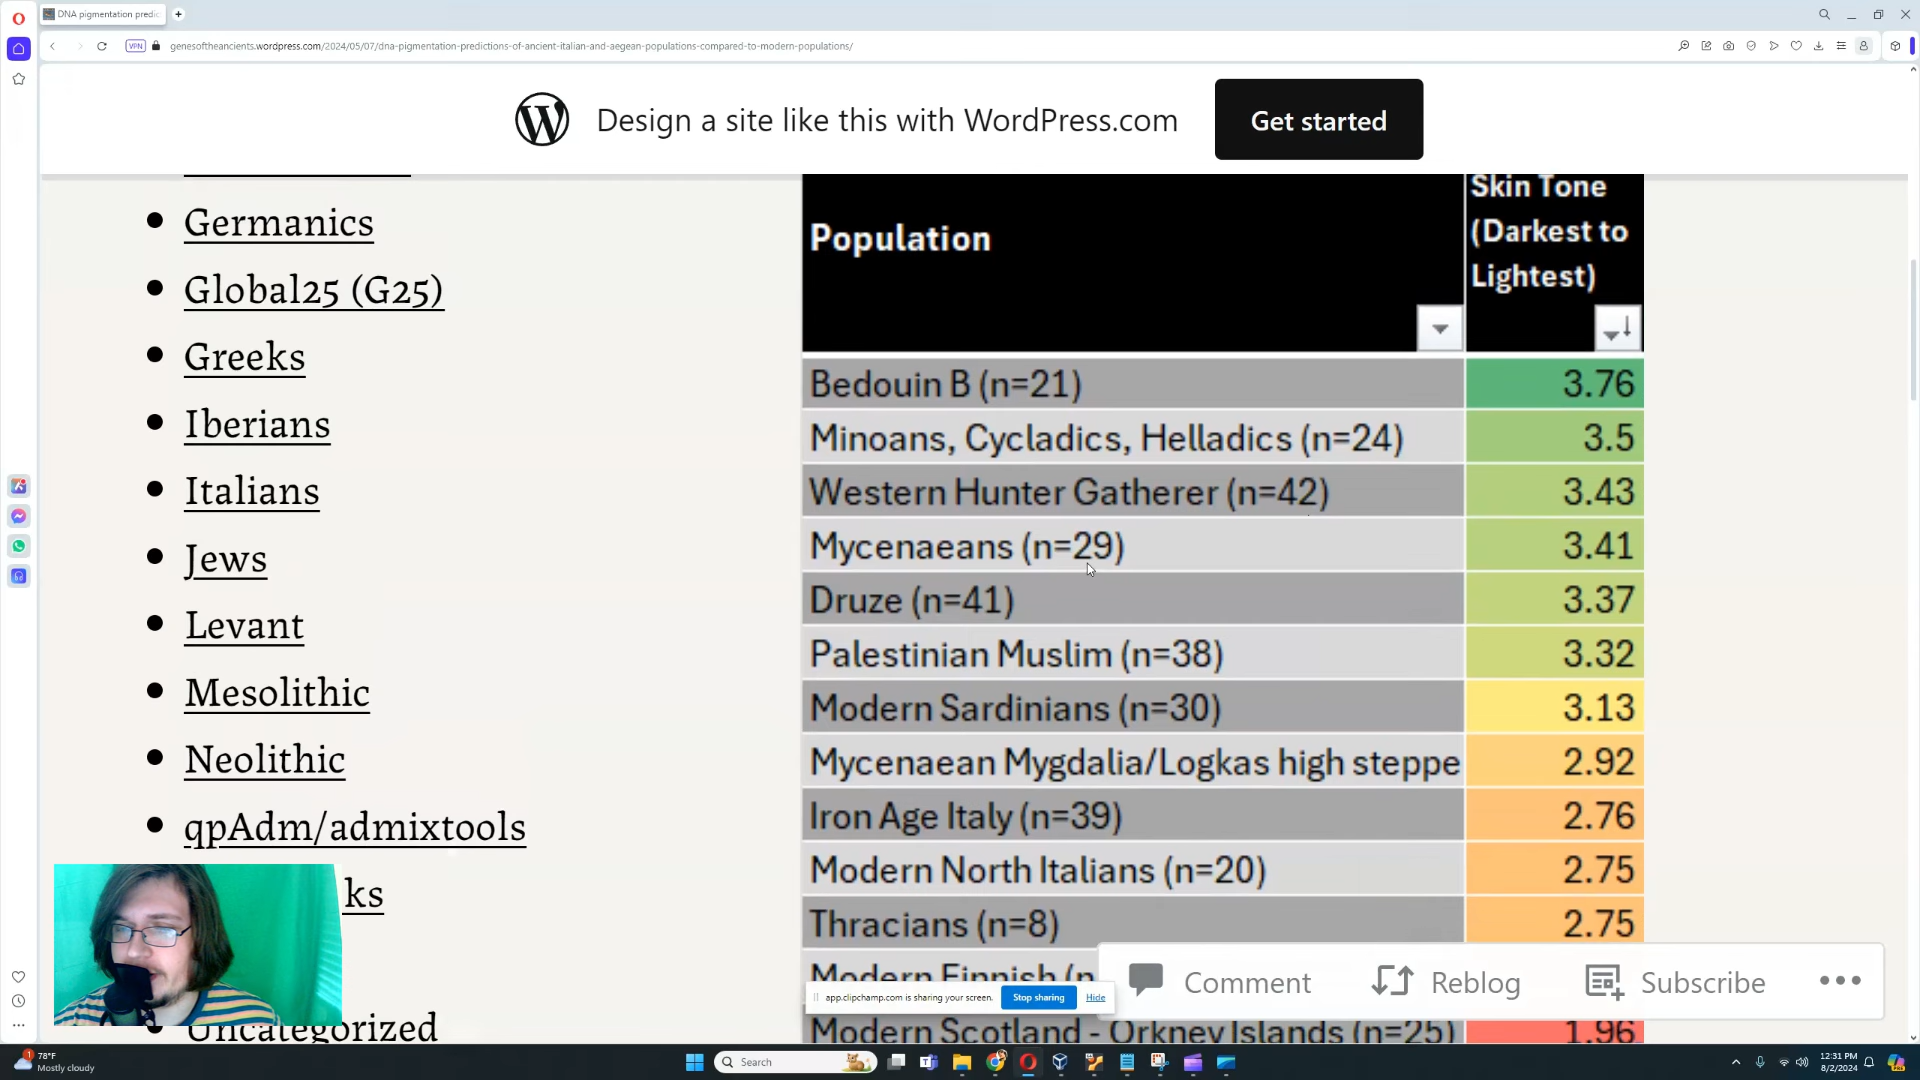 DNA pigmentation predic
VPN
genesoftheancients.wordpress.com/2024/05/07/dna-pigmentation-predictions-of-ancient-italian-and-aegean-populations-compared-to-modern-populations/
W Design a site like this with WordPress.com
Get started
Germanics
Global25 (G25)
Greeks
Iberians
Italians
Jews
Levant
Mesolithic
Neolithic
qpAdm/admixtools
ks
Uncategorized
Population
Skin Tone
(Darkest to
Lightest)
Bedouin B (n=21) 3.76
Minoans, Cycladics, Helladics (n=24) 3.5
Western Hunter Gatherer (n=42) 3.43
Mycenaeans (n=29) 3.41
Druze (n=41) 3.37
Palestinian Muslim (n=38) 3.32
Modern Sardinians (n=30) 3.13
Mycenaean Mygdalia/Logkas high steppe 2.92
Iron Age Italy (n=39) 2.76
Modern North Italians (n=20) 2.75
Thracians (n=8) 2.75
Modern Finnish (n
Modern Scotland - Orkney Islands (n=25) 1.96
Comment
Reblog
Subscribe
app.clipchamp.com is sharing your screen.
Stop sharing
Hide
1
78°F
Mostly cloudy
Search
12:31 PM
8/2/2024